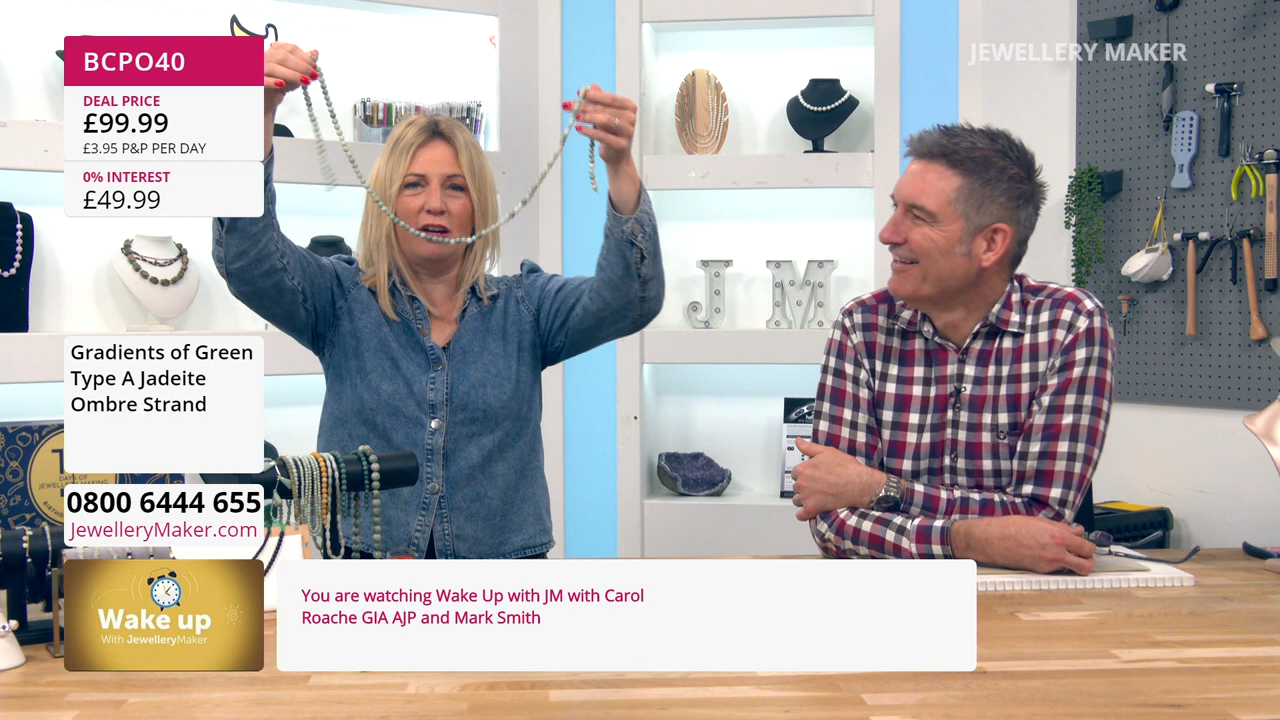 BCPO40
DEAL PRICE
£99.99
£3.95 P&P PER DAY
0% INTEREST
£49.99
JEWELLERY MAKER
J M
Gradients of Green
Type A Jadeite
Ombre Strand
0800 6444 655
JewelleryMaker.com
Wake up
With JewelleryMaker
You are watching Wake Up with JM with Carol
Roache GIA AJP and Mark Smith